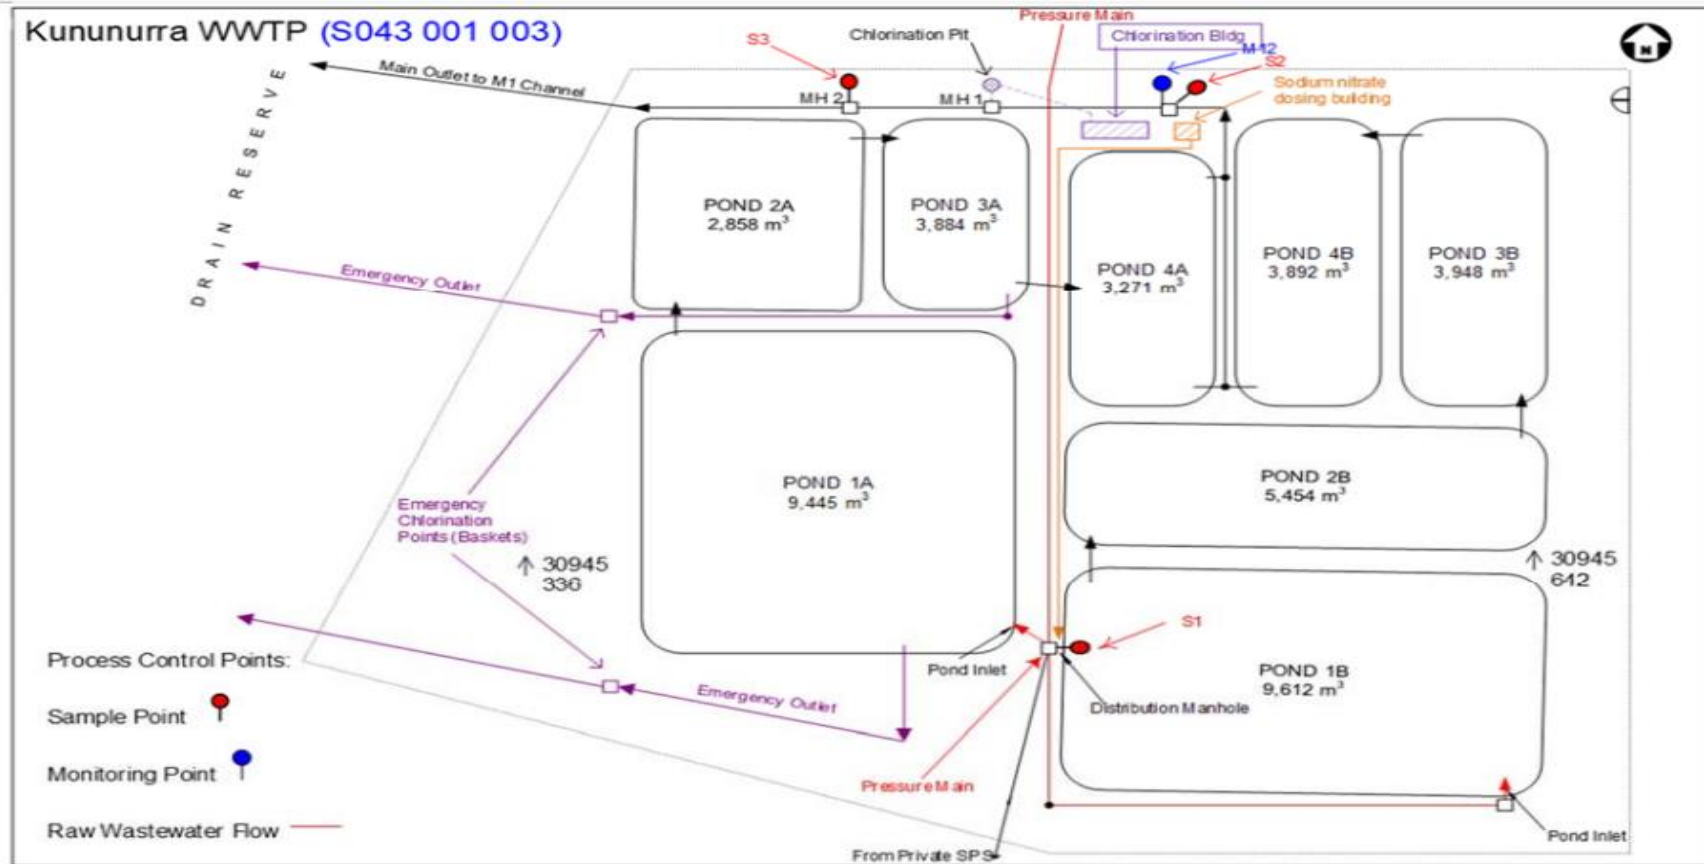 Kununurra WWTP (S043 001 003)
Pressure Main
S3
Chlorination Pit
Chlorination Bldg
M42
S2
N
Main Outlet to M1 Channel
Sodium nitrate
dosing building
MH 2
MH 1
DRAIN RESERVE
POND 2A
2,858 m³
POND 3A
3,884 m³
POND 4A
3,271 m³
POND 4B
3,892 m³
POND 3B
3,948 m³
Emergency Outlet
POND 1A
9,445 m³
POND 2B
5,454 m³
Emergency
Chlorination
Points (Baskets)
30945
336
30945
642
S1
Process Control Points:
Pond Inlet
POND 1B
9,612 m³
Emergency Outlet
Distribution Manhole
Sample Point
Monitoring Point
Pressure Main
Raw Wastewater Flow
Pond Inlet
From Private SPS